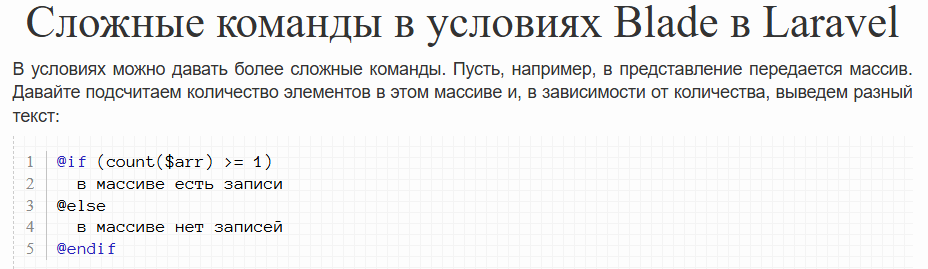 Сложные команды в условиях Blade в Laravel
В условиях можно давать более сложные команды. Пусть, например, в представление передается массив.
Давайте подсчитаем количество элементов в этом массиве и, в зависимости от количества, выведем разный
текст:
1 @if (count($arr) >= 1)
2 в массиве есть записи
3 @else
4 в массиве нет записей
5 @endif